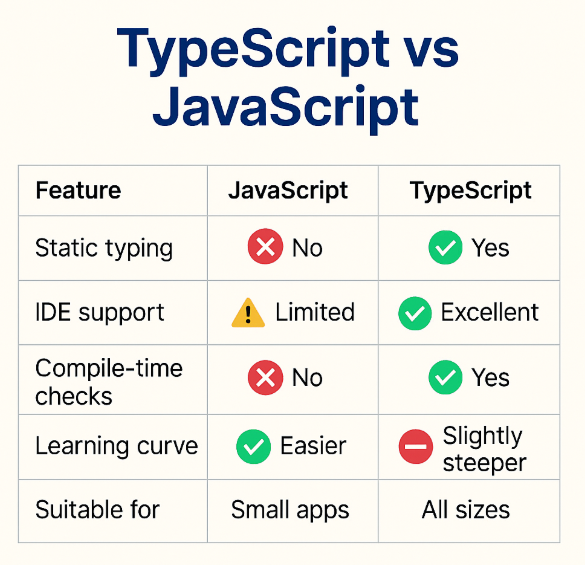 TypeScript vs
JavaScript
Feature JavaScript TypeScript
Static typing No Yes
IDE support Limited Excellent
Compile-time
checks No Yes
Learning curve Easier Slightly
steeper
Suitable for Small apps All sizes